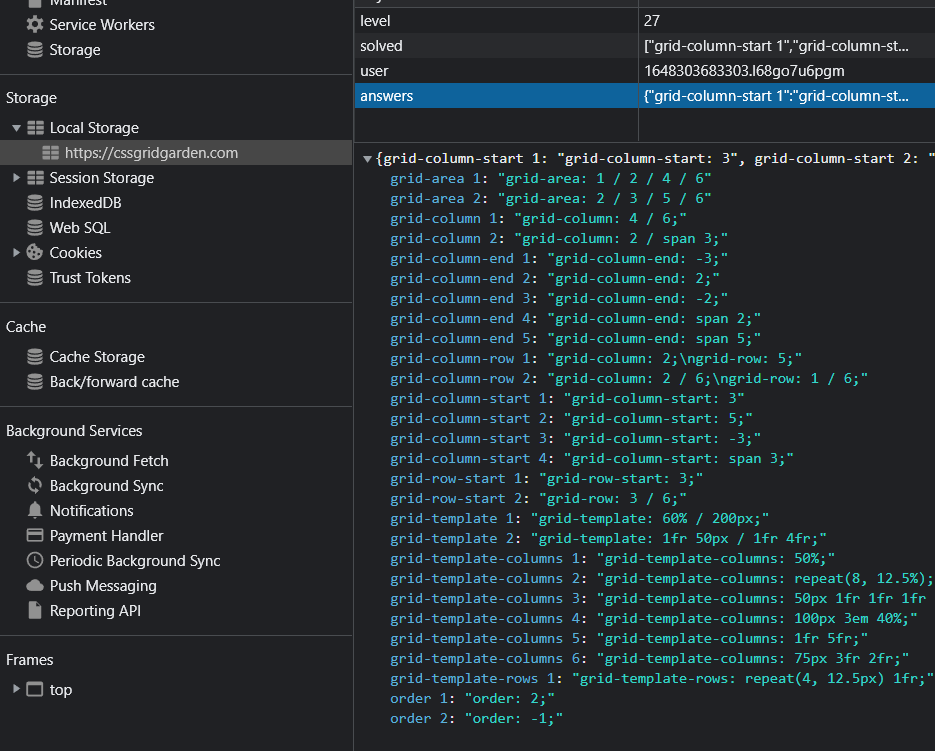 Manifest
Service Workers
Storage
Storage
Local Storage
https://cssgridgarden.com
Session Storage
IndexedDB
Web SQL
Cookies
Trust Tokens
Cache
Cache Storage
Back/forward cache
Background Services
Background Fetch
Background Sync
Notifications
Payment Handler
Periodic Background Sync
Push Messaging
Reporting API
Frames
top
level 27
solved ["grid-column-start 1","grid-column-st...
user 1648303683303.l68go7u6pgm
answers {"grid-column-start 1":"grid-column-st...
{grid-column-start 1: "grid-column-start: 3", grid-column-start 2: "
grid-area 1: "grid-area: 1 / 2 / 4 / 6"
grid-area 2: "grid-area: 2 / 3 / 5 / 6"
grid-column 1: "grid-column: 4 / 6;"
grid-column 2: "grid-column: 2 / span 3;"
grid-column-end 1: "grid-column-end: -3;"
grid-column-end 2: "grid-column-end: 2;"
grid-column-end 3: "grid-column-end: -2;"
grid-column-end 4: "grid-column-end: span 2;"
grid-column-end 5: "grid-column-end: span 5;"
grid-column-row 1: "grid-column: 2;\ngrid-row: 5;"
grid-column-row 2: "grid-column: 2 / 6;\ngrid-row: 1 / 6;"
grid-column-start 1: "grid-column-start: 3"
grid-column-start 2: "grid-column-start: 5;"
grid-column-start 3: "grid-column-start: -3;"
grid-column-start 4: "grid-column-start: span 3;"
grid-row-start 1: "grid-row-start: 3;"
grid-row-start 2: "grid-row: 3 / 6;"
grid-template 1: "grid-template: 60% / 200px;"
grid-template 2: "grid-template: 1fr 50px / 1fr 4fr;"
grid-template-columns 1: "grid-template-columns: 50%;"
grid-template-columns 2: "grid-template-columns: repeat(8, 12.5%);
grid-template-columns 3: "grid-template-columns: 50px 1fr 1fr 1fr
grid-template-columns 4: "grid-template-columns: 100px 3em 40%;"
grid-template-columns 5: "grid-template-columns: 1fr 5fr;"
grid-template-columns 6: "grid-template-columns: 75px 3fr 2fr;"
grid-template-rows 1: "grid-template-rows: repeat(4, 12.5px) 1fr;"
order 1: "order: 2;"
order 2: "order: -1;"